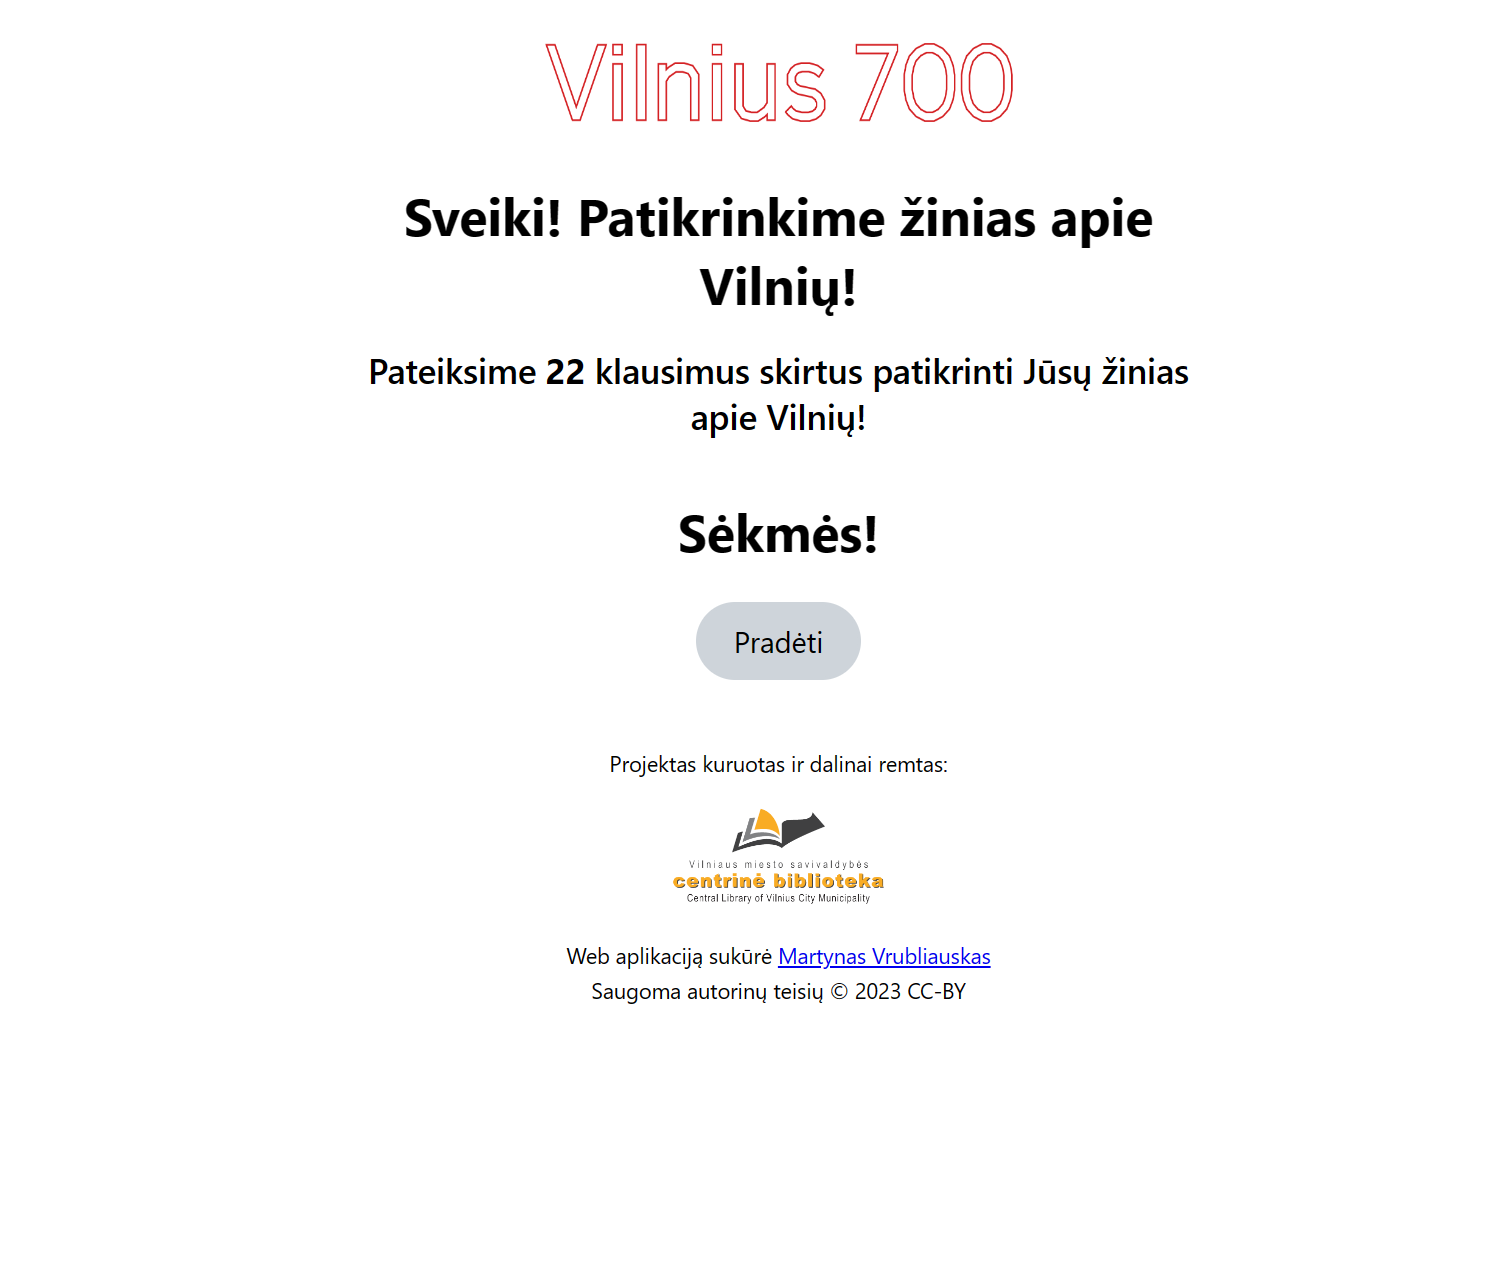 Vilnius 700
Sveiki! Patikrinkime žinias apie
Vilnių!
Pateiksime 22 klausimus skirtus patikrinti Jūsų žinias
apie Vilnių!
Sėkmės!
Pradėti
Projektas kuruotas ir dalinai remtas:
Vilniaus miesto savivaldybės
centrinė biblioteka
Central Library of Vilnius City Municipality
Web aplikaciją sukūrė Martynas Vrubliauskas
Saugoma autorinų teisių © 2023 CC-BY